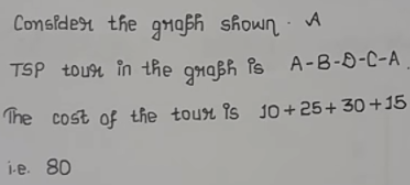 Consider the graph shown. A
TSP tour in the graph is A-B-D-C-A.
The cost of the tour is 10+25+30+15
i.e. 80